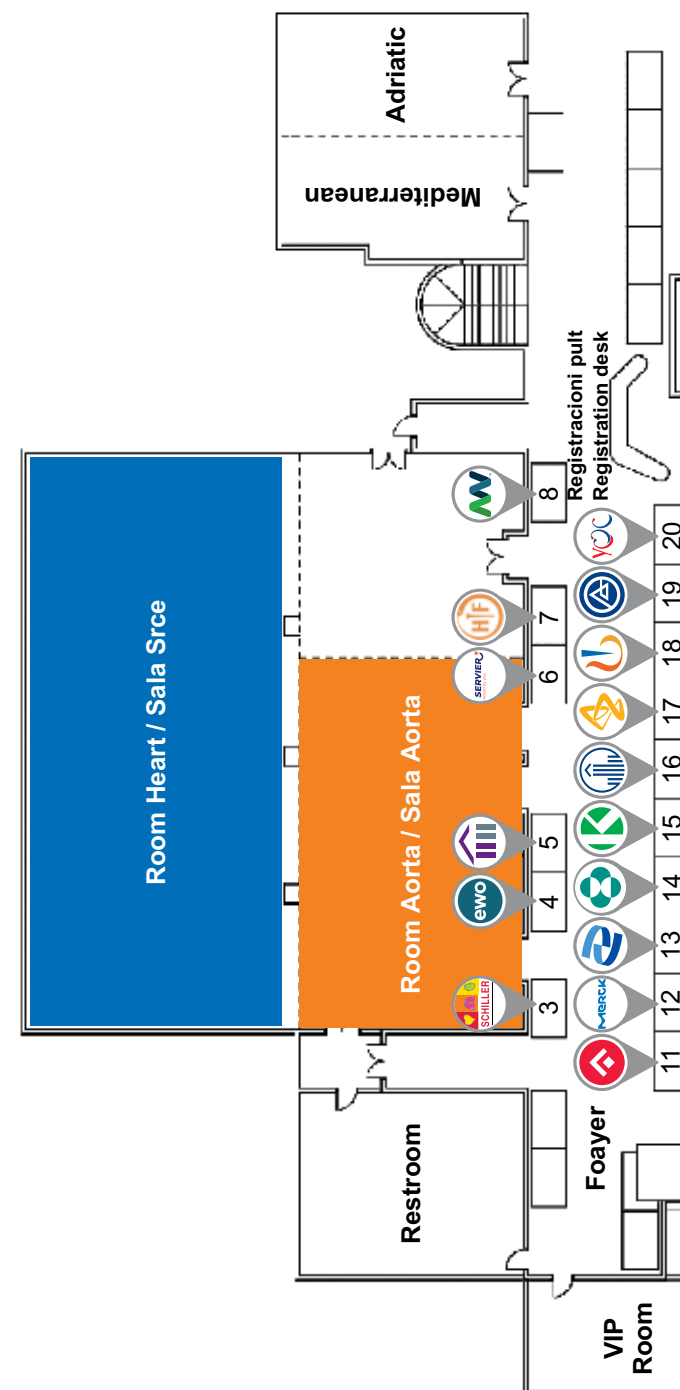 Adriatic
Mediterranean
Registracioni pult
Registration desk
Room Heart / Sala Srce
Room Aorta / Sala Aorta
Restroom
Foayer
VIP
Room
SCHILLER
ewo
SERVIER
HTF
MERCK
YOC
3
4
5
6
7
8
11
12
13
14
15
16
17
18
19
20